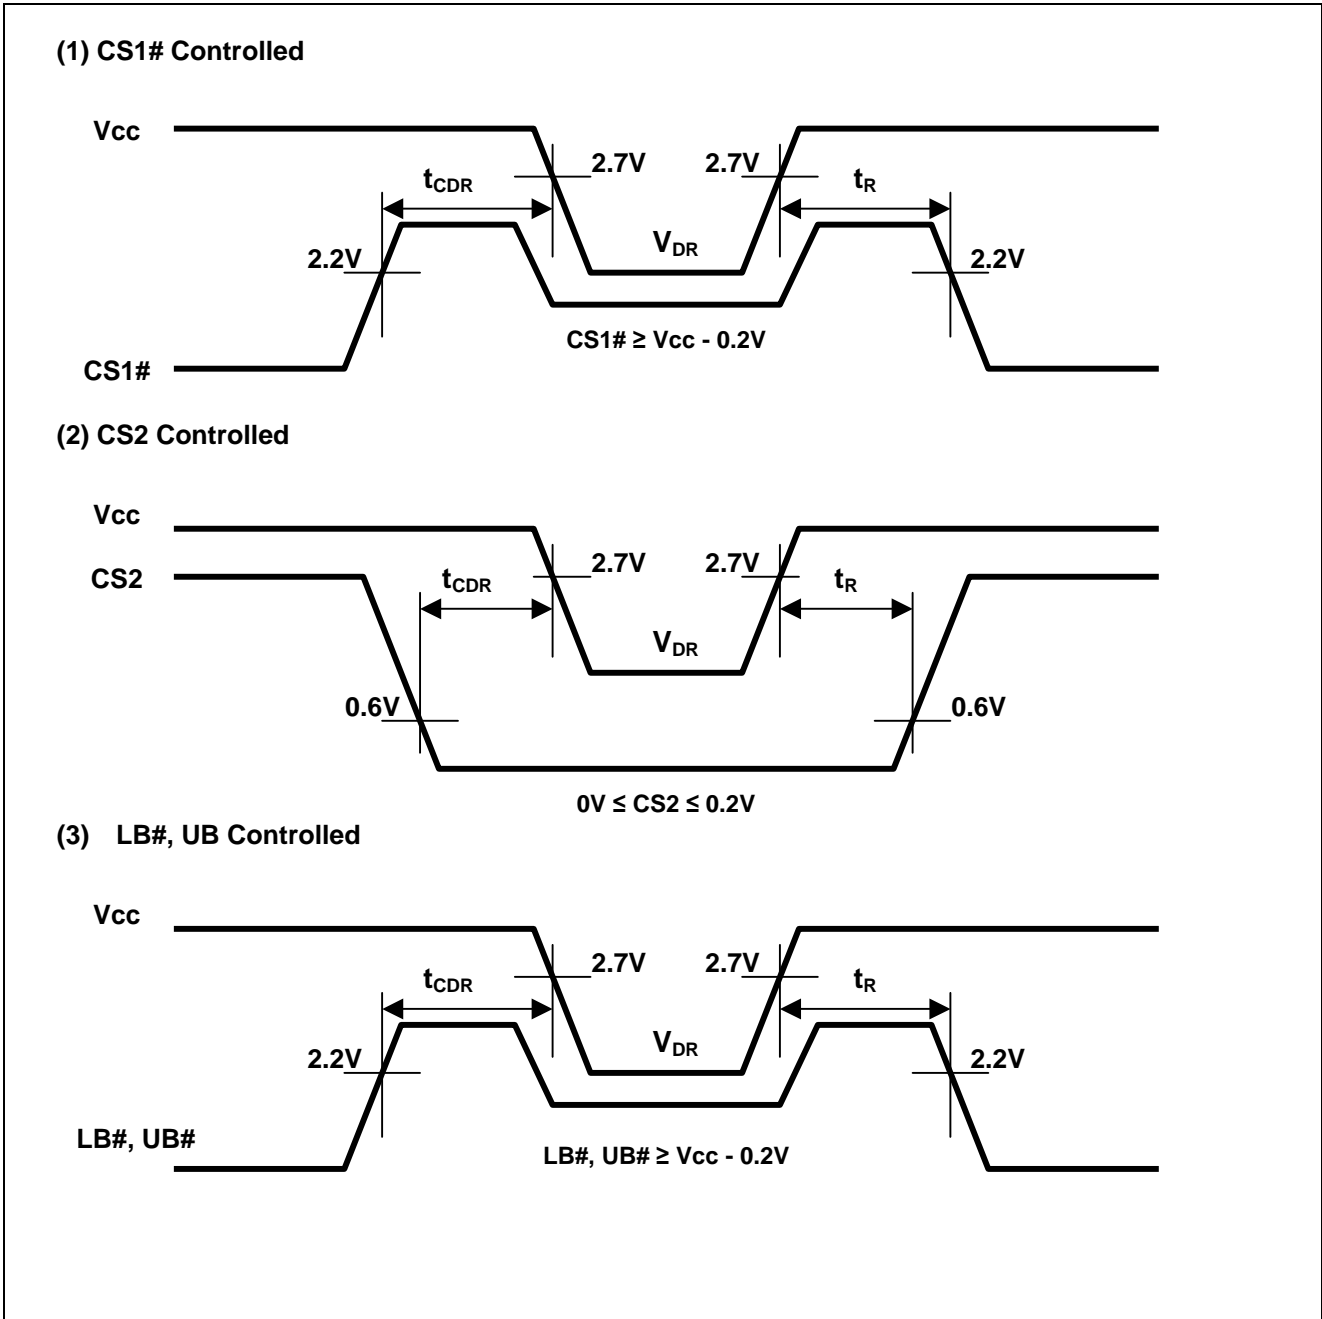 (1) CS1# Controlled
Vcc
2.7V 2.7V
tCDR tR
VDR
2.2V 2.2V
CS1# ≥ Vcc - 0.2V
CS1#
(2) CS2 Controlled
Vcc
2.7V 2.7V
CS2
tCDR tR
VDR
0.6V 0.6V
0V ≤ CS2 ≤ 0.2V
(3) LB#, UB Controlled
Vcc
2.7V 2.7V
tCDR tR
VDR
2.2V 2.2V
LB#, UB#
LB#, UB# ≥ Vcc - 0.2V